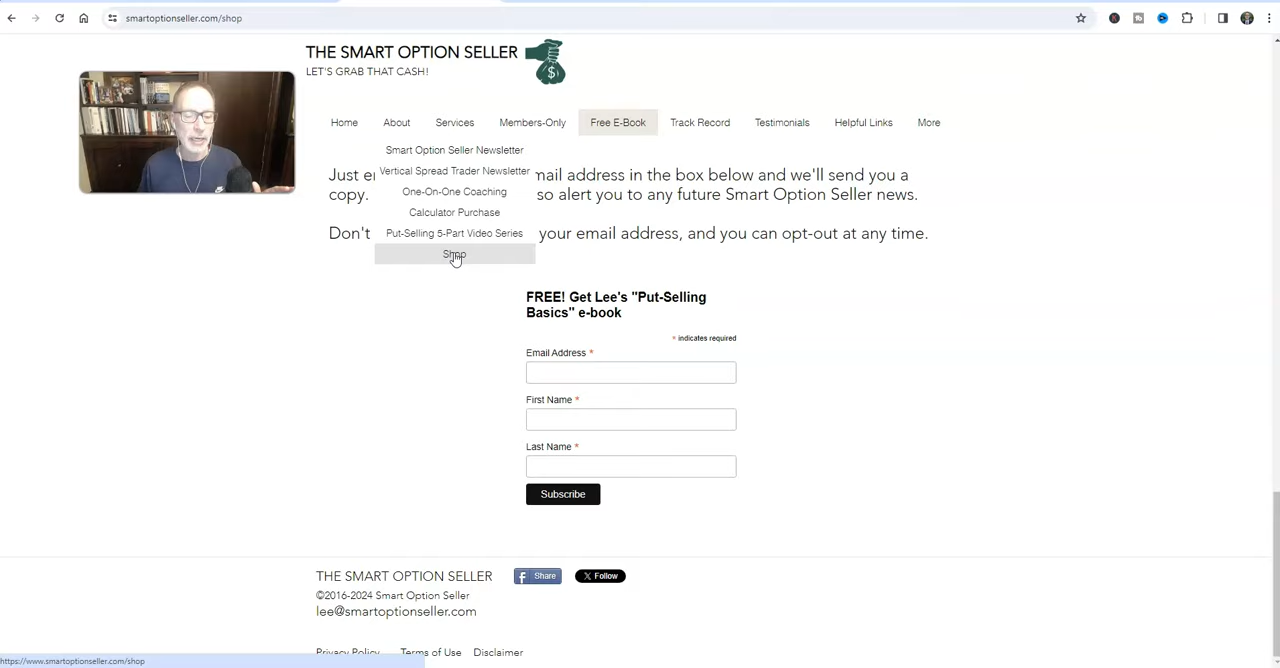 smartoptionseller.com/shop
THE SMART OPTION SELLER
LET'S GRAB THAT CASH!
$
Home About Services Members-Only Free E-Book Track Record Testimonials Helpful Links More
Smart Option Seller Newsletter
Vertical Spread Trader Newsletter
One-On-One Coaching
Calculator Purchase
Put-Selling 5-Part Video Series
Shop
Just en mail address in the box below and we'll send you a
copy. so alert you to any future Smart Option Seller news.
Don't your email address, and you can opt-out at any time.
FREE! Get Lee's "Put-Selling
Basics" e-book
* indicates required
Email Address *
First Name *
Last Name *
Subscribe
THE SMART OPTION SELLER
f Share
X Follow
©2016-2024 Smart Option Seller
lee@smartoptionseller.com
Privacy Policy Terms of Use Disclaimer
https://www.smartoptionseller.com/shop